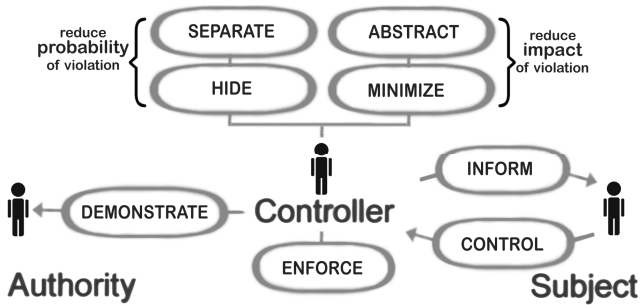 reduce
probability
of violation
SEPARATE
ABSTRACT
reduce
impact
of violation
HIDE
MINIMIZE
INFORM
DEMONSTRATE
Controller
CONTROL
ENFORCE
Authority
Subject